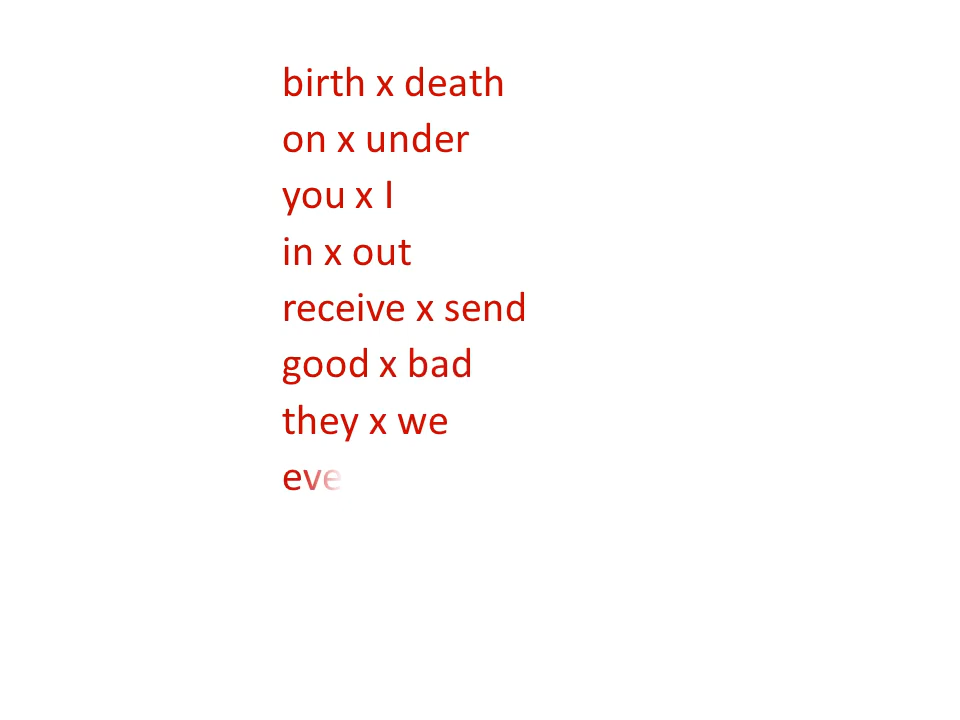 birth x death
on x under
you x I
in x out
receive x send
good x bad
they x we
eve